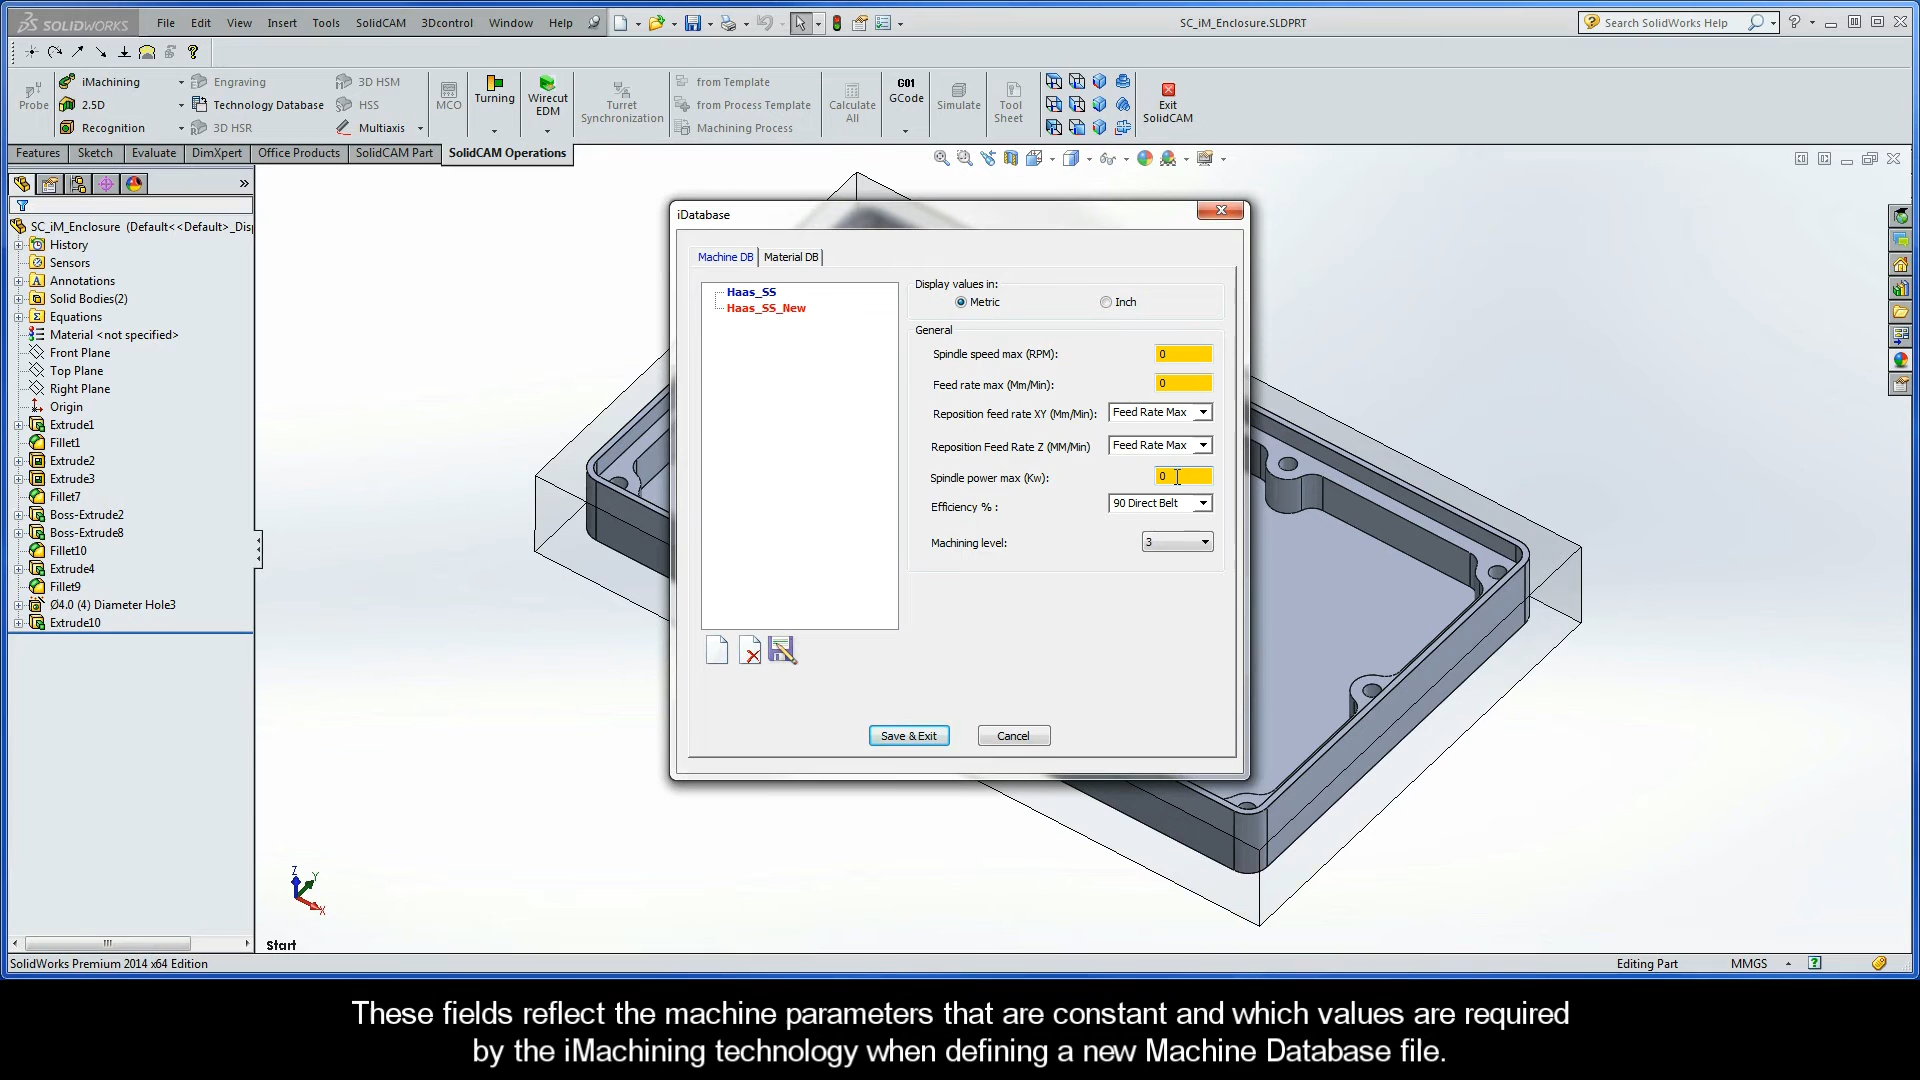 SOLIDWORKS File Edit View Insert Tools SolidCAM 3Dcontrol Window Help SC_iM_Enclosure.SLDPRT Search SolidWorks Help
Probe
iMachining
2.5D
Recognition
Engraving
Technology Database
3D HSR
3D HSM
HSS
Multiaxis
MCO
Turning
Wirecut
EDM
Turret
Synchronization
from Template
from Process Template
Machining Process
Calculate
All
G01
GCode
Simulate
Tool
Sheet
Exit
SolidCAM
Features Sketch Evaluate DimXpert Office Products SolidCAM Part SolidCAM Operations
SC_iM_Enclosure (Default<<Default>_Disp
History
Sensors
Annotations
Solid Bodies(2)
Equations
Material <not specified>
Front Plane
Top Plane
Right Plane
Origin
Extrude1
Fillet1
Extrude2
Extrude3
Fillet7
Boss-Extrude2
Boss-Extrude8
Fillet10
Extrude4
Fillet9
Ø4.0 (4) Diameter Hole3
Extrude10
iDatabase
Machine DB Material DB
Haas_SS
Haas_SS_New
Display values in:
Metric Inch
General
Spindle speed max (RPM): 0
Feed rate max (Mm/Min): 0
Reposition feed rate XY (Mm/Min): Feed Rate Max
Reposition Feed Rate Z (MM/Min) Feed Rate Max
Spindle power max (Kw): 0
Efficiency % : 90 Direct Belt
Machining level: 3
Save & Exit Cancel
Z
Y
X
Start
SolidWorks Premium 2014 x64 Edition Editing Part MMGS
These fields reflect the machine parameters that are constant and which values are required
by the iMachining technology when defining a new Machine Database file.